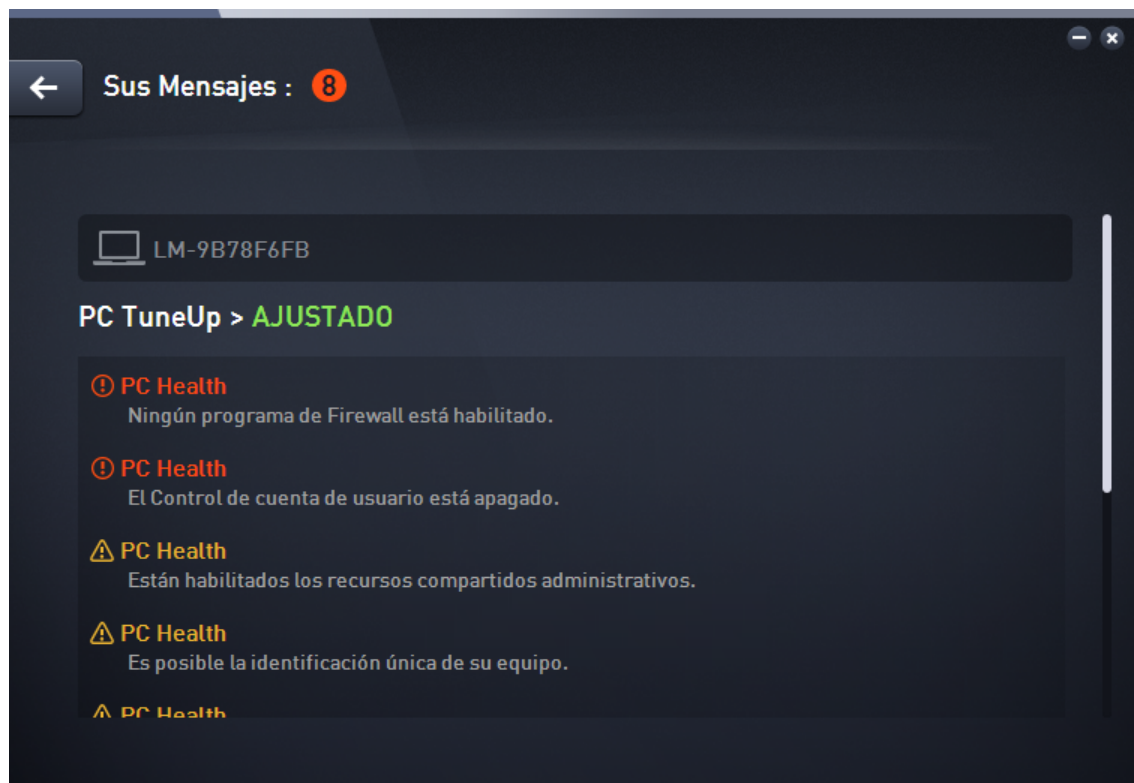 Sus Mensajes : 8
LM-9B78F6FB
PC TuneUp > AJUSTADO
PC Health
Ningún programa de Firewall está habilitado.
PC Health
El Control de cuenta de usuario está apagado.
PC Health
Están habilitados los recursos compartidos administrativos.
PC Health
Es posible la identificación única de su equipo.
PC Health